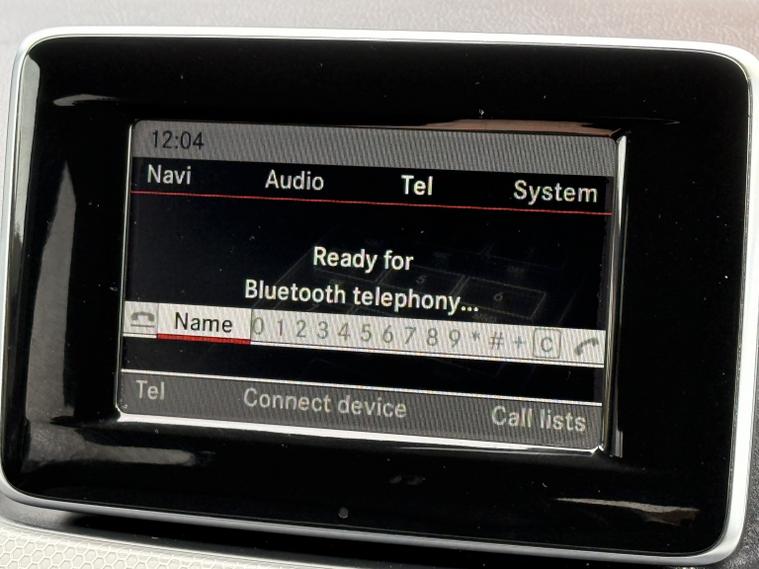 12:04
Navi Audio Tel System
Ready for
Bluetooth telephony...
Name 0 1 2 3 4 5 6 7 8 9 * # + C
Tel Connect device Call lists